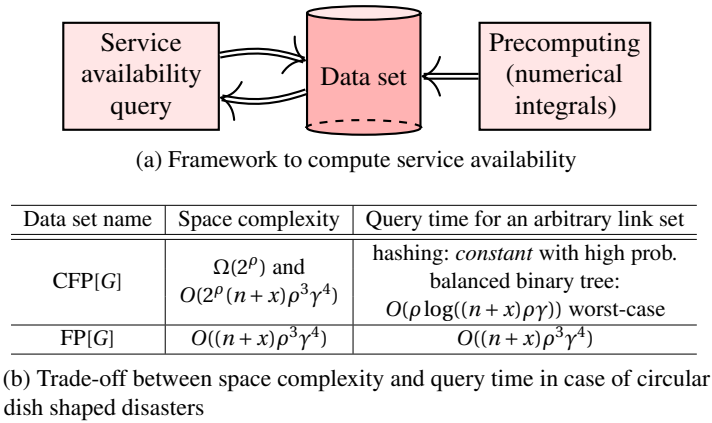 Service
availability
query
Data set
Precomputing
(numerical
integrals)
(a) Framework to compute service availability
Data set name | Space complexity | Query time for an arbitrary link set
CFP[G] | Ω(2^ρ) and O(2^ρ(n+x)ρ^3γ^4) | hashing: constant with high prob.
balanced binary tree:
O(ρ log((n+x)ργ)) worst-case
FP[G] | O((n+x)ρ^3γ^4) | O((n+x)ρ^3γ^4)
(b) Trade-off between space complexity and query time in case of circular
dish shaped disasters